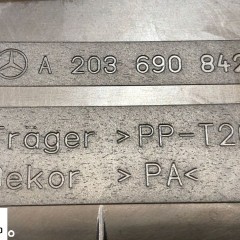 A 203 690 842
Träger >PP-T2
Dekor >PA<